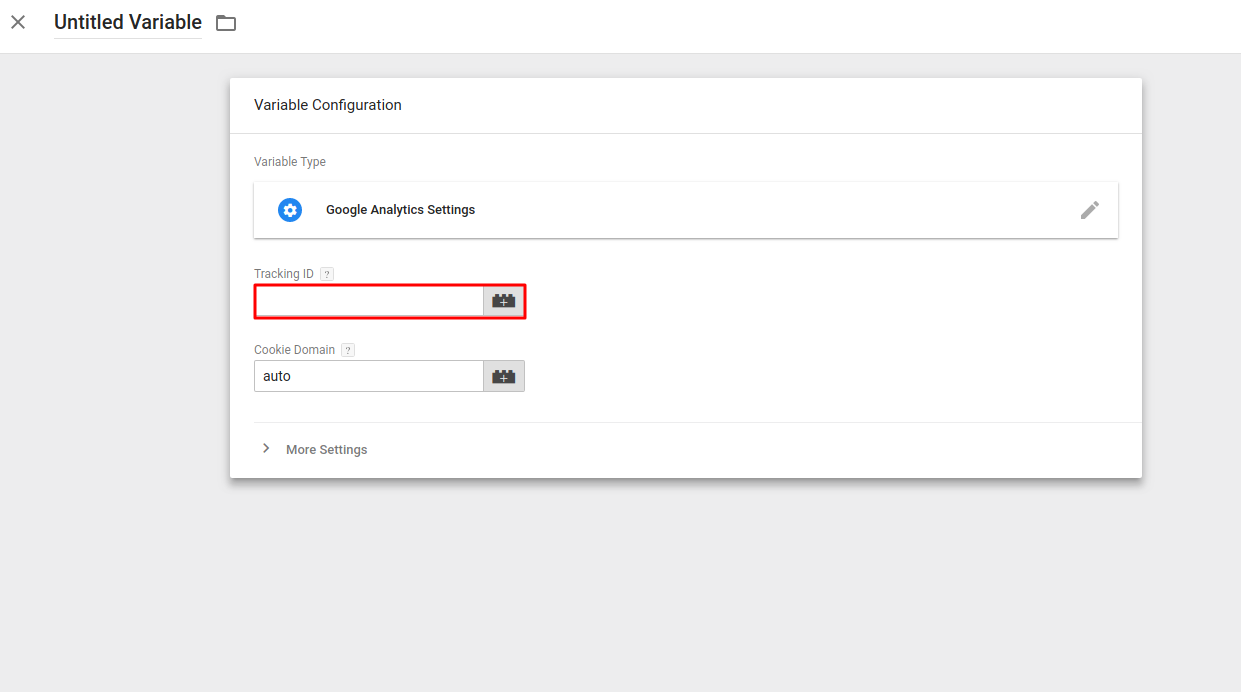 Untitled Variable
Variable Configuration
Variable Type
Google Analytics Settings
Tracking ID ?
Cookie Domain ?
auto
More Settings